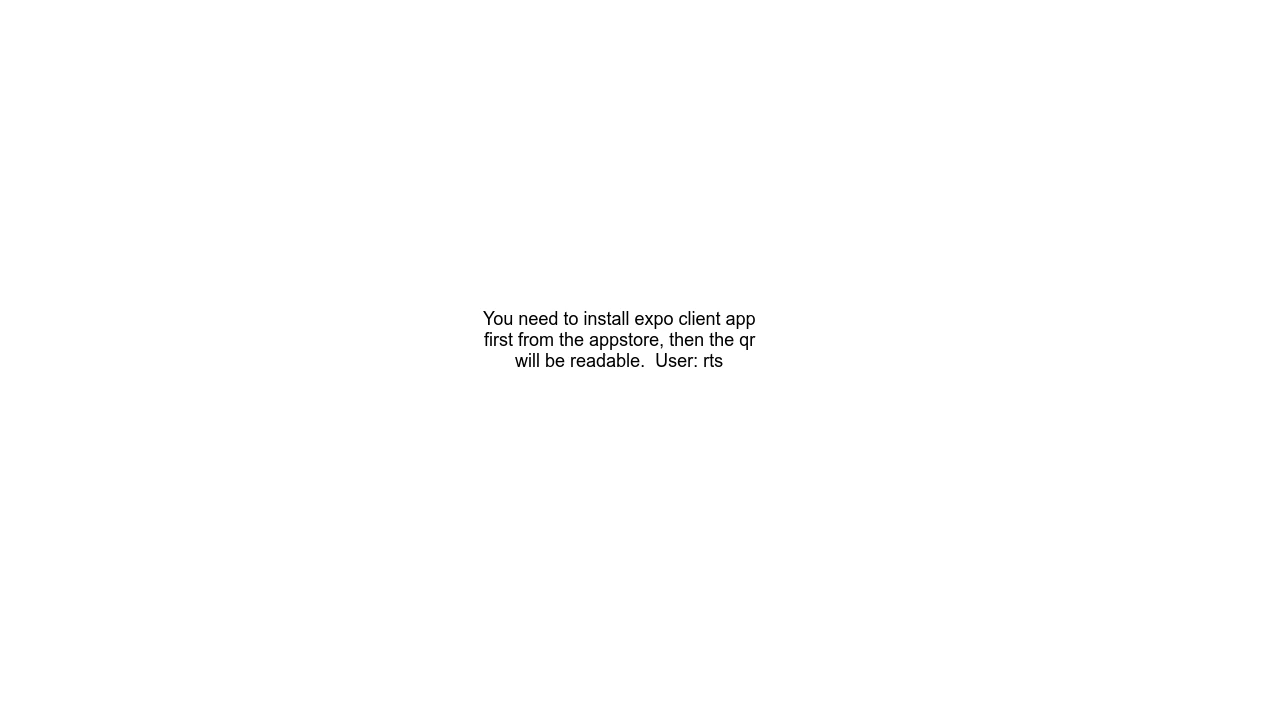 You need to install expo client app
first from the appstore, then the qr
will be readable.  User: rts